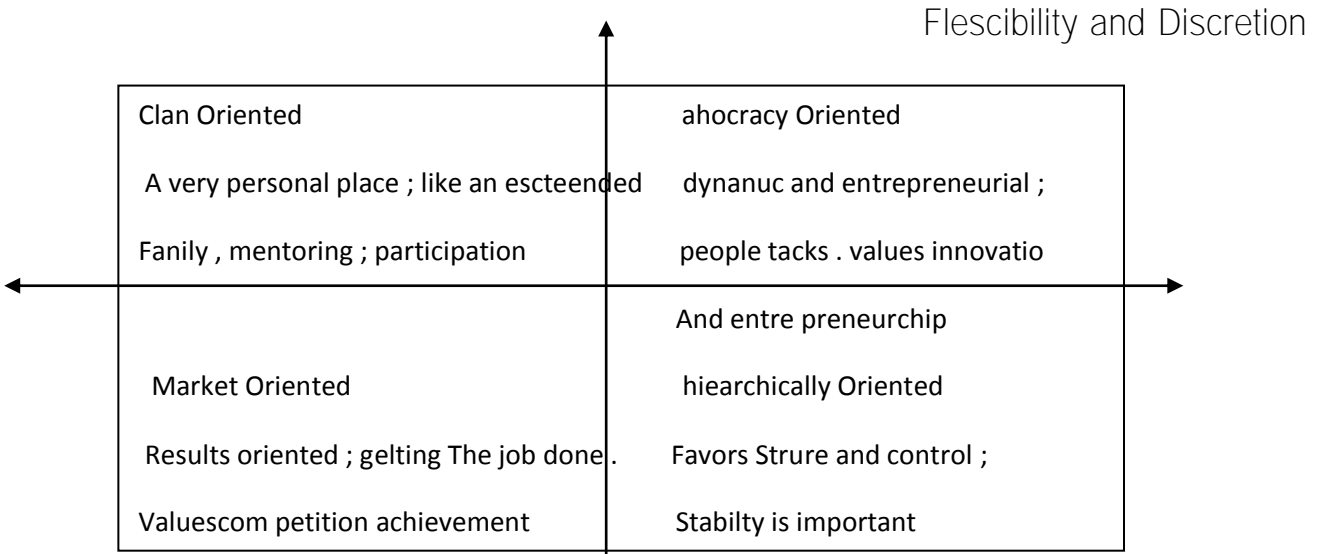 Flescibility and Discretion
Clan Oriented
A very personal place ; like an escteended
Fanily , mentoring ; participation
ahocracy Oriented
dynanuc and entrepreneurial ;
people tacks . values innovatio
And entre preneurchip
Market Oriented
Results oriented ; gelting The job done .
Valuescom petition achievement
hiearchically Oriented
Favors Strure and control ;
Stabilty is important